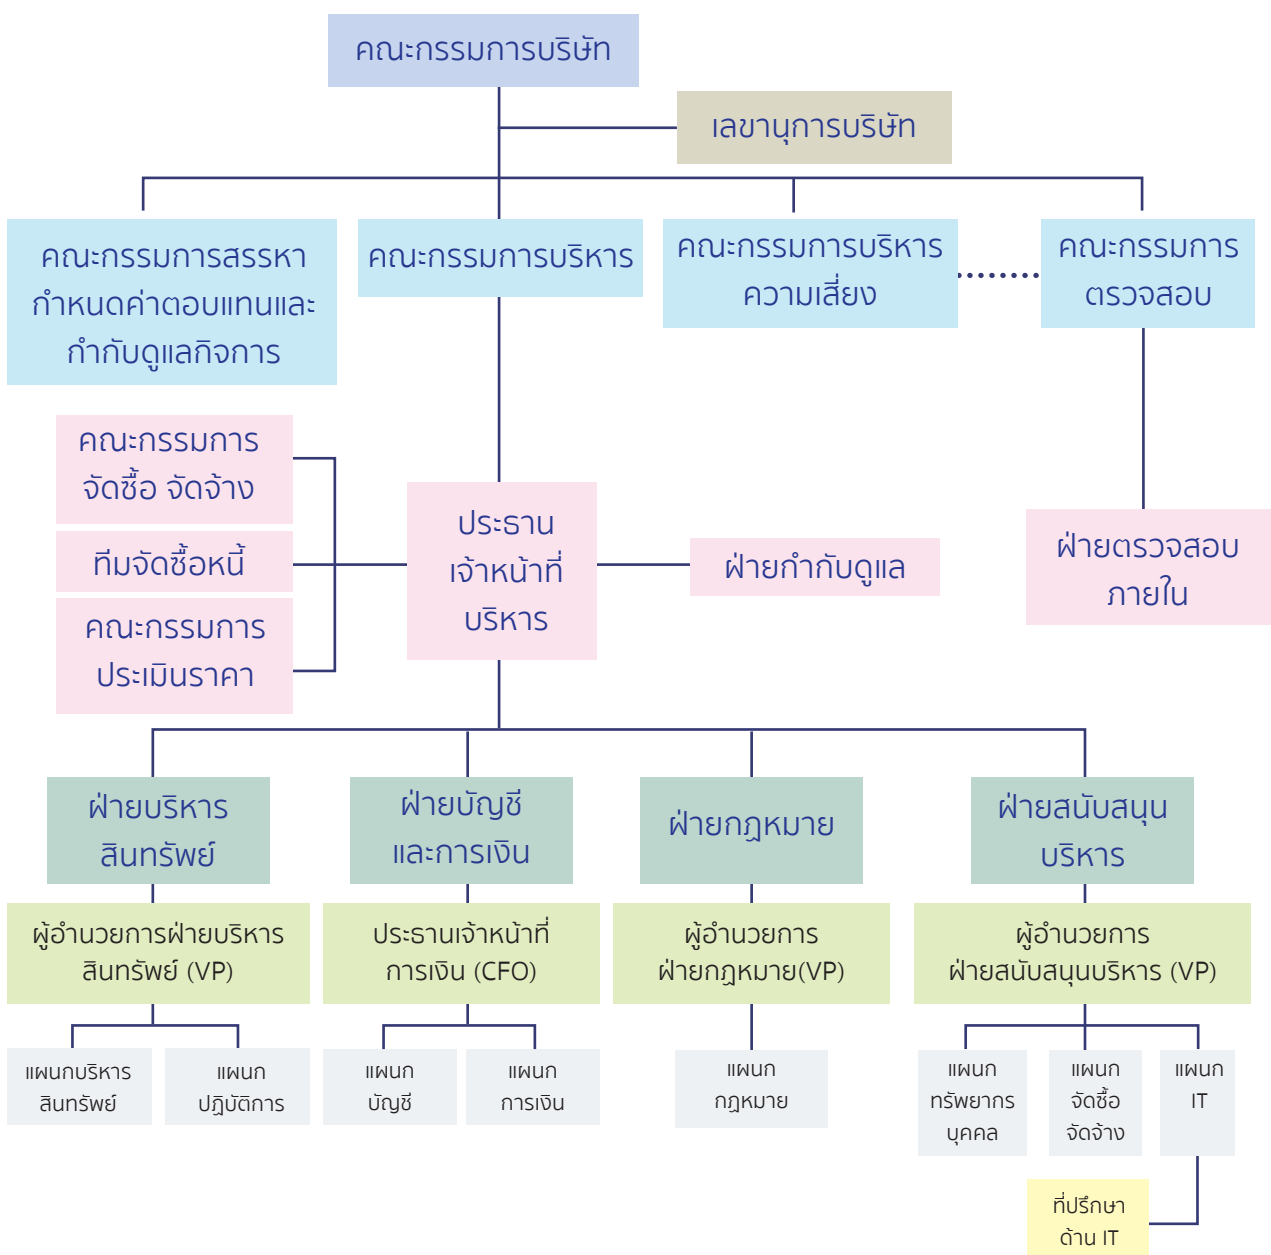 คณะกรรมการบริษัท
เลขานุการบริษัท
คณะกรรมการสรรหา
กำหนดค่าตอบแทนและ
กำกับดูแลกิจการ
คณะกรรมการบริหาร
คณะกรรมการบริหาร
ความเสี่ยง
คณะกรรมการ
ตรวจสอบ
คณะกรรมการ
จัดซื้อ จัดจ้าง
ทีมจัดซื้อหนี้
คณะกรรมการ
ประเมินราคา
ประธาน
เจ้าหน้าที่
บริหาร
ฝ่ายกำกับดูแล
ฝ่ายตรวจสอบ
ภายใน
ฝ่ายบริหาร
สินทรัพย์
ฝ่ายบัญชี
และการเงิน
ฝ่ายกฎหมาย
ฝ่ายสนับสนุน
บริหาร
ผู้อำนวยการฝ่ายบริหาร
สินทรัพย์ (VP)
ประธานเจ้าหน้าที่
การเงิน (CFO)
ผู้อำนวยการ
ฝ่ายกฎหมาย(VP)
ผู้อำนวยการ
ฝ่ายสนับสนุนบริหาร (VP)
แผนกบริหาร
สินทรัพย์
แผนก
ปฏิบัติการ
แผนก
บัญชี
แผนก
การเงิน
แผนก
กฎหมาย
แผนก
ทรัพยากร
บุคคล
แผนก
จัดซื้อ
จัดจ้าง
แผนก
IT
ที่ปรึกษา
ด้าน IT